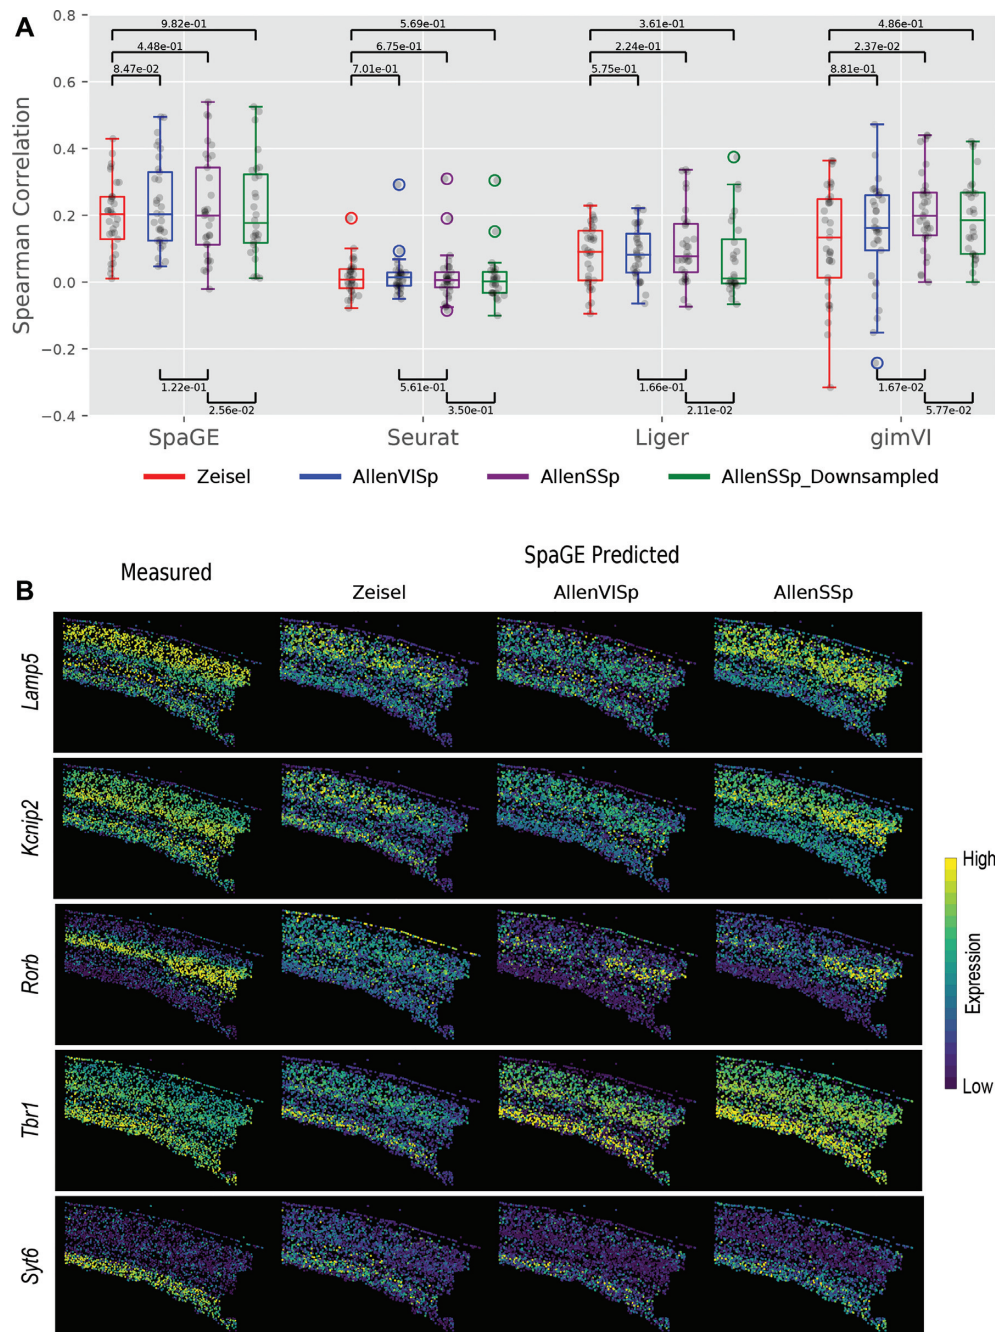 A
0.8
0.6
0.4
0.2
0.0
−0.2
−0.4
Spearman Correlation
9.82e-01
4.48e-01
8.47e-02
5.69e-01
6.75e-01
7.01e-01
3.61e-01
2.24e-01
5.75e-01
4.86e-01
2.37e-02
8.81e-01
1.22e-01
2.56e-02
5.61e-01
3.50e-01
1.66e-01
2.11e-02
1.67e-02
5.77e-02
SpaGE Seurat Liger gimVI
Zeisel AllenVISp AllenSSp AllenSSp_Downsampled
B
Measured
SpaGE Predicted
Zeisel AllenVISp AllenSSp
Lamp5
Kcnip2
Rorb
Tbr1
Syt6
High
Expression
Low